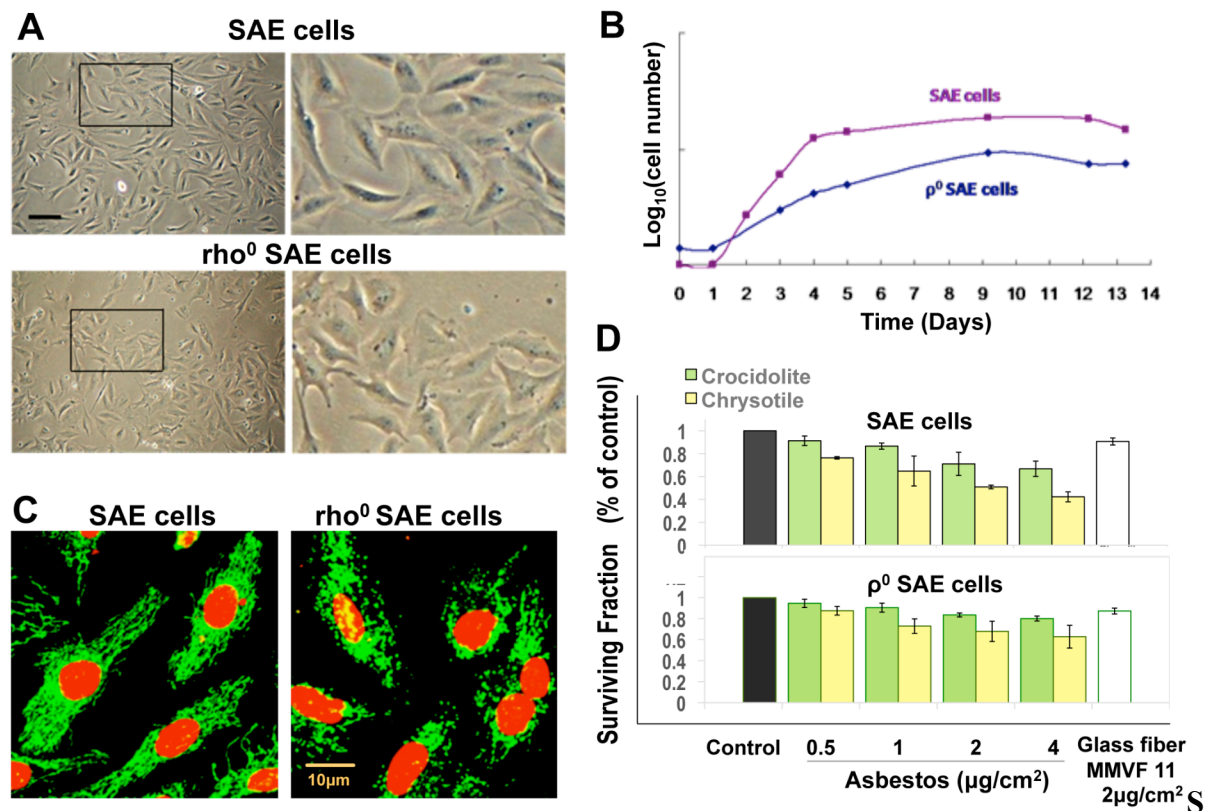 A
SAE cells
rho⁰ SAE cells
B
Log₁₀(cell number)
SAE cells
ρ⁰ SAE cells
0 1 2 3 4 5 6 7 8 9 10 11 12 13 14
Time (Days)
C
SAE cells
rho⁰ SAE cells
10µm
D
Crocidolite
Chrysotile
Surviving Fraction (% of control)
SAE cells
1
0.8
0.6
0.4
0.2
0
ρ⁰ SAE cells
1
0.8
0.6
0.4
0.2
0
Control
0.5 1 2 4
Asbestos (µg/cm²)
Glass fiber
MMVF 11
2µg/cm²
S